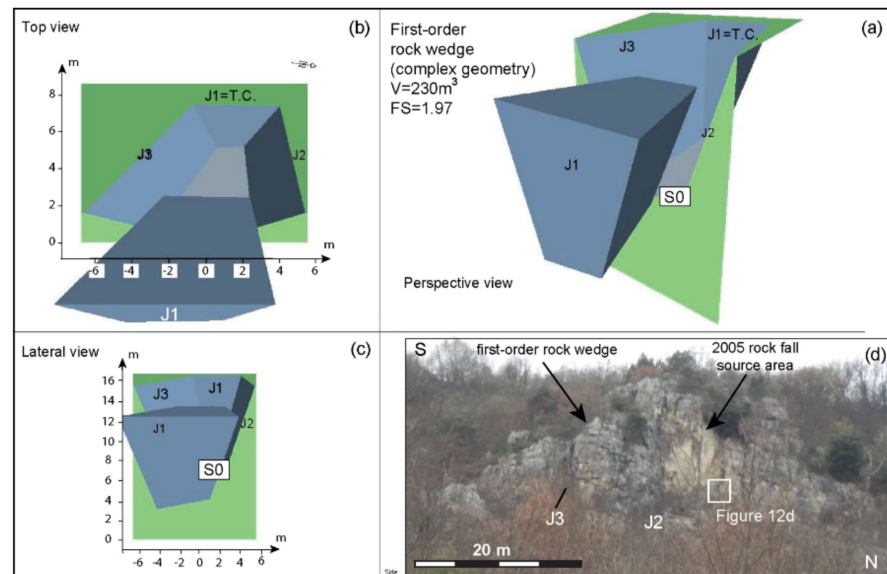 Top view
(b)
m
J1=T.C.
8
6
J3
J2
4
2
0
m
-6 -4 -2 0 2 4 6
J1
First-order
rock wedge
(complex geometry)
V=230m³
FS=1.97
(a)
J3
J1=T.C.
J1
J2
S0
Perspective view
Lateral view
(c)
m
16
14
12
10
8
6
4
2
0
J3
J1
J1
J2
S0
-6 -4 -2 0 2 4 6
m
S
first-order rock wedge
2005 rock fall
source area
(d)
J3
J2
Figure 12d
20 m
N
Side